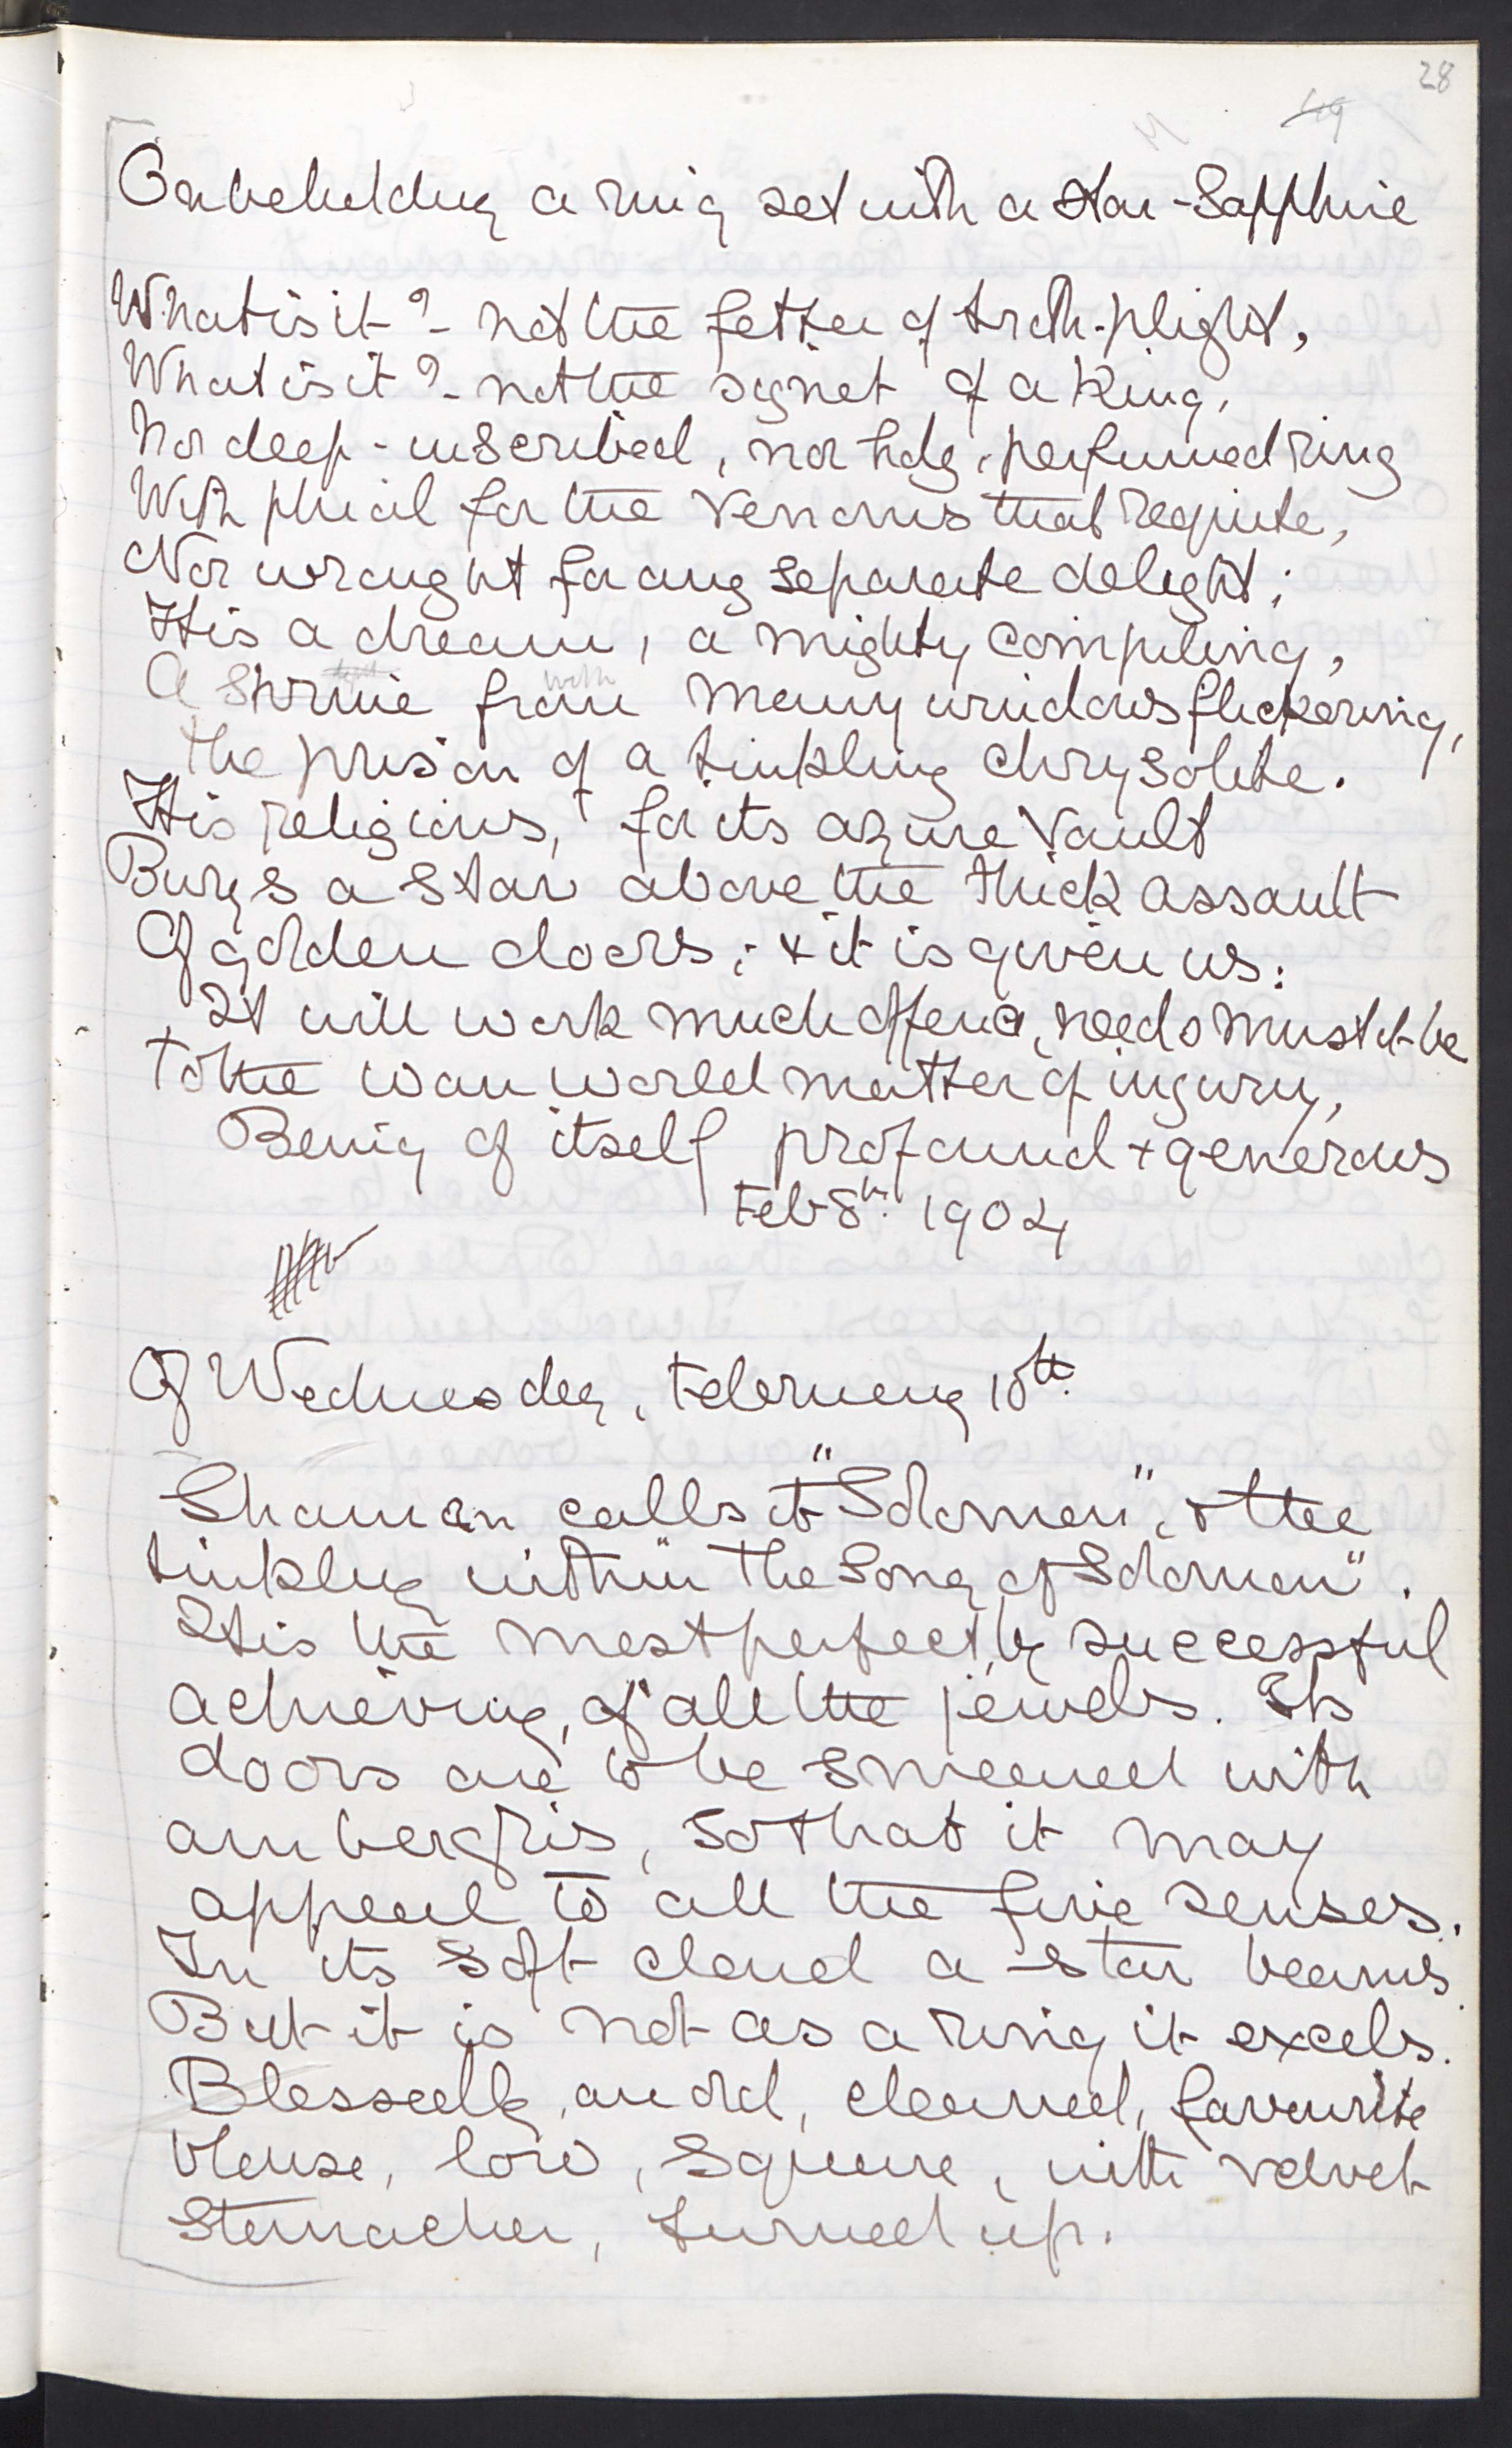 28
49
On beholding a ring set with a Star-Sapphire
What is it? - not the fetter of troth-plight,
What is it? - not the signet of a King,
Nor deep-inscribed, nor holy, perfumed ring
With phial for the venoms that requite,
Nor wrought for any separate delight;
It is a dream, a mighty compiling,
with
A Shrine from many windows flickering,
The prison of a tinkling chrysolite.
It is religious, for its azure Vault
Burys a star above the thick assault
Of golden doors; & it is given us:
It will work much offence, needs must it be
To the wan world matter of injury,
Being of itself profound & generous
Feb 8th. 1904
Of Wednesday, February 10th.
Shannon calls it "Solomon", & the
tinkling within "The Song of Solomon".
It is the most perfectly successful
achieving, of all the jewels. Its
doors are to be smeared with
ambergris, so that it may
appeal to all the five senses.
In its soft cloud a star beams.
But it is not as a ring it excels.
Blessedly, an old, cleaned, favourite
blouse, low, square, with velvet
stomacher, turned up.